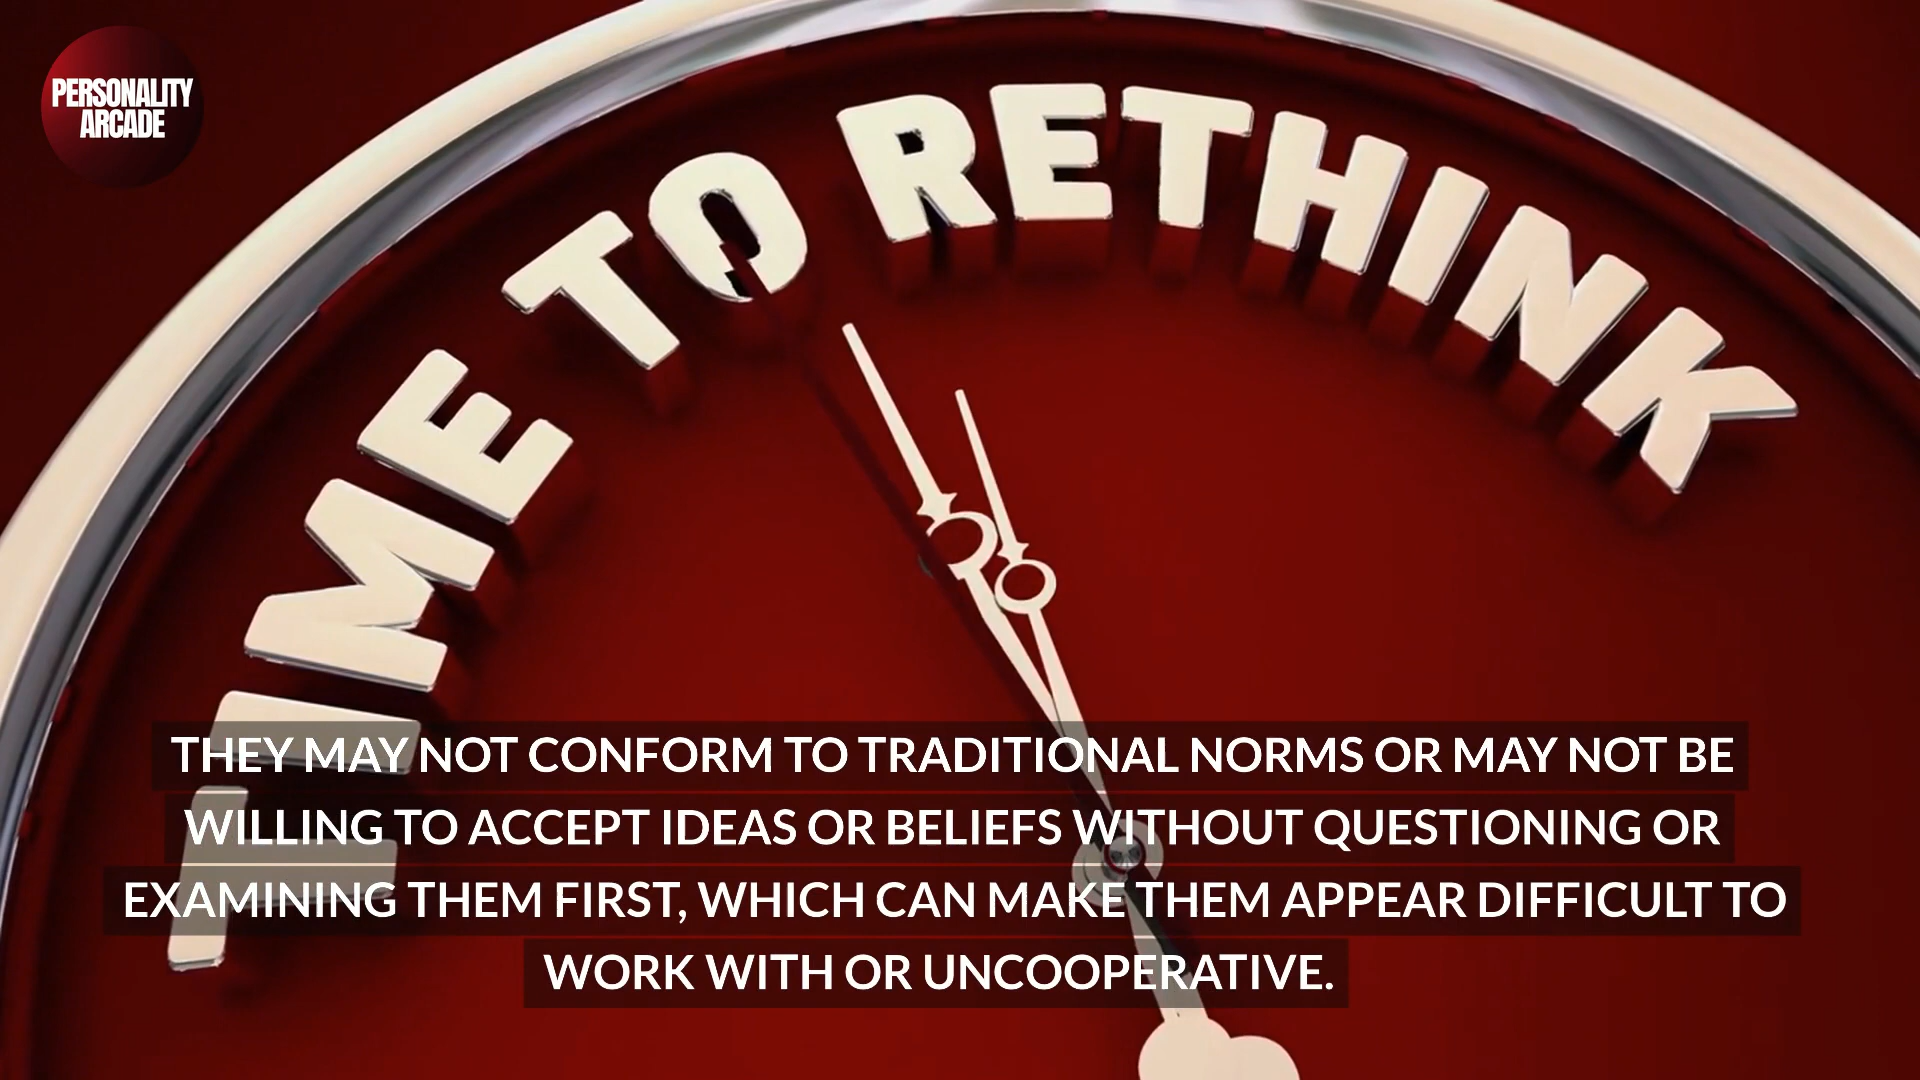 PERSONALITY
ARCADE
TIME TO RETHINK
THEY MAY NOT CONFORM TO TRADITIONAL NORMS OR MAY NOT BE
WILLING TO ACCEPT IDEAS OR BELIEFS WITHOUT QUESTIONING OR
EXAMINING THEM FIRST, WHICH CAN MAKE THEM APPEAR DIFFICULT TO
WORK WITH OR UNCOOPERATIVE.